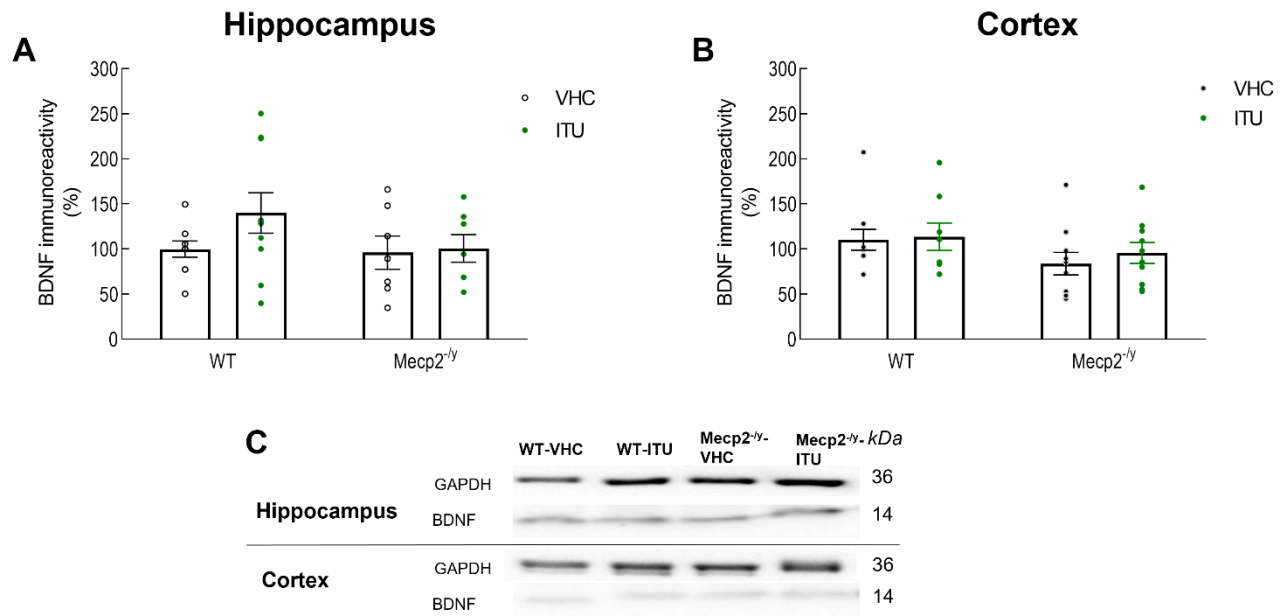 Hippocampus
A
300
250
200
150
100
50
0
BDNF immunoreactivity
(%)
VHC
ITU
WT
Mecp2-/y
Cortex
B
300
250
200
150
100
50
0
BDNF immunoreactivity
(%)
VHC
ITU
WT
Mecp2-/y
C
WT-VHC WT-ITU Mecp2-/y-VHC Mecp2-/y-ITU kDa
Hippocampus
GAPDH 36
BDNF 14
Cortex
GAPDH 36
BDNF 14